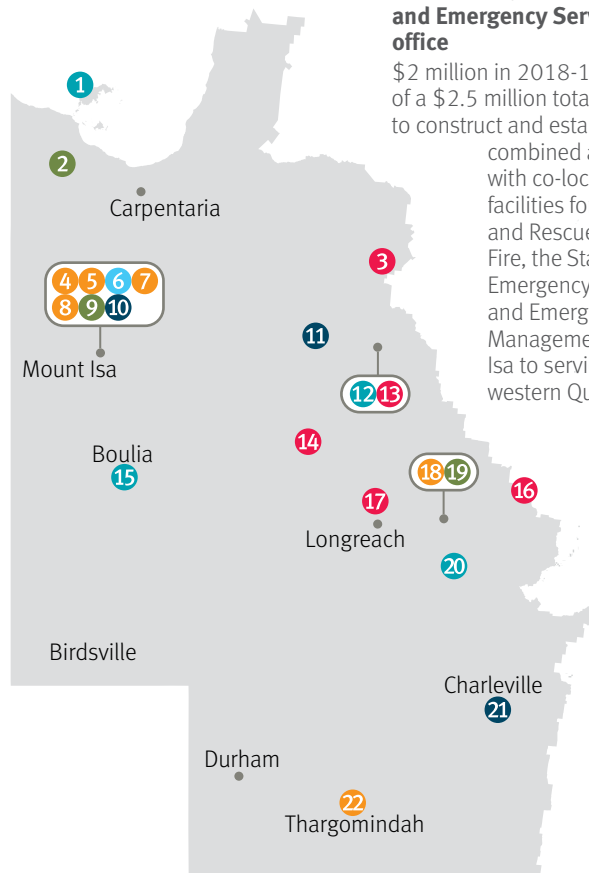 and Emergency Serv
office
$2 million in 2018-1
of a $2.5 million tota
to construct and esta
combined a
with co-loc
facilities fo
and Rescue
Fire, the Sta
Emergency
and Emerg
Manageme
Isa to servi
western Qu
1
2
Carpentaria
3
4 5 6 7
8 9 10
11
Mount Isa
12 13
14
Boulia
15
18 19
16
17
Longreach
20
Birdsville
Charleville
21
Durham
22
Thargomindah